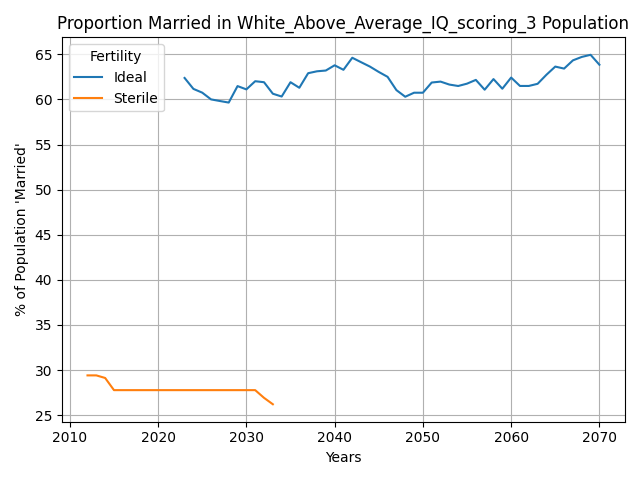 Proportion Married in White_Above_Average_IQ_scoring_3 Population
Fertility
Ideal
Sterile
% of Population 'Married'
65
60
55
50
45
40
35
30
25
2010
2020
2030
2040
2050
2060
2070
Years